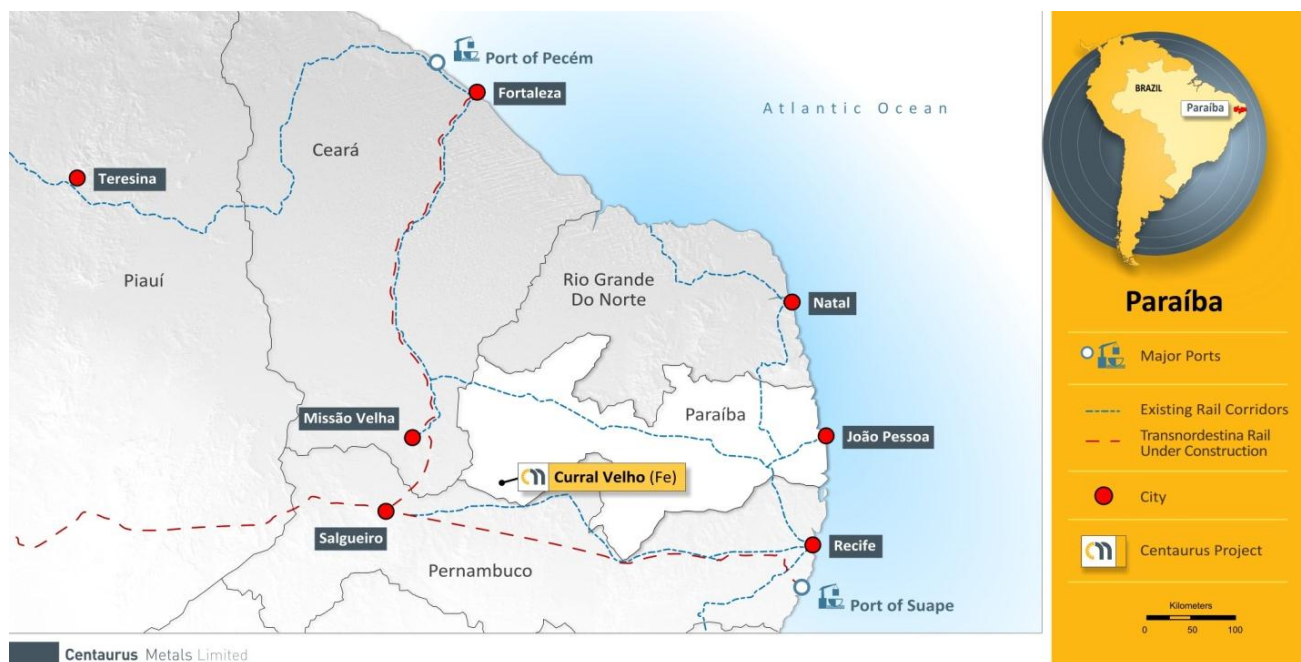 Port of Pecém
Fortaleza
Atlantic Ocean
Ceará
Teresina
Piauí
Rio Grande
Do Norte
Natal
Missão Velha
Paraíba
João Pessoa
Curral Velho (Fe)
Salgueiro
Recife
Pernambuco
Port of Suape
Centaurus Metals Limited
BRAZIL
Paraíba
Paraíba
Major Ports
Existing Rail Corridors
Transnordestina Rail
Under Construction
City
Centaurus Project
Kilometers
0 50 100